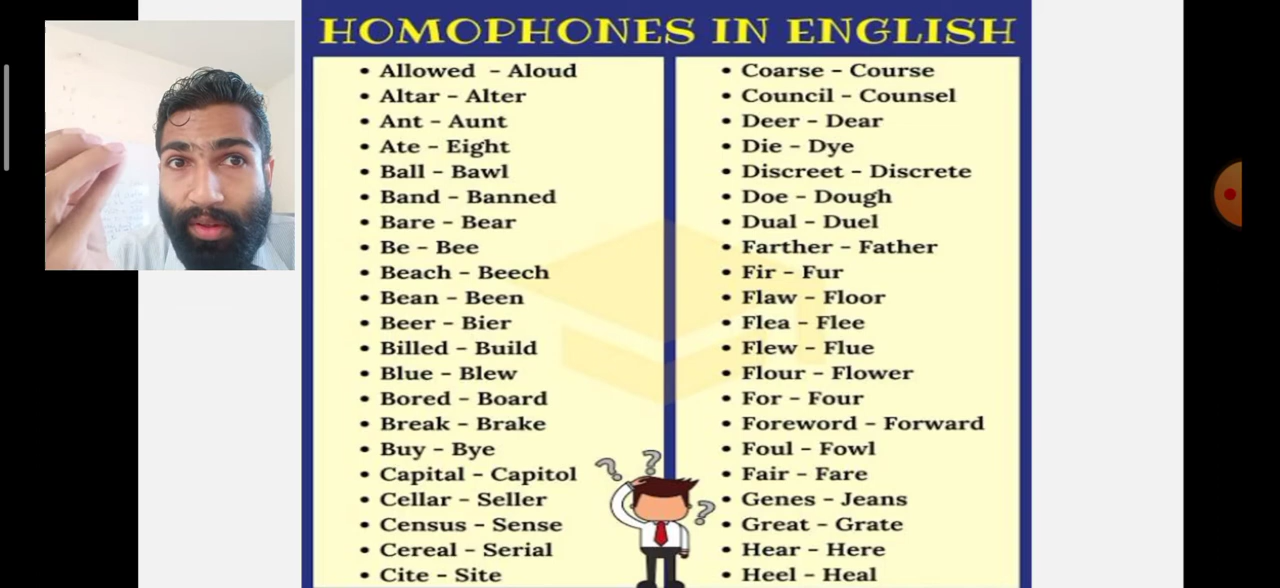 HOMOPHONES IN ENGLISH
• Allowed - Aloud
• Altar - Alter
• Ant - Aunt
• Ate - Eight
• Ball - Bawl
• Band - Banned
• Bare - Bear
• Be - Bee
• Beach - Beech
• Bean - Been
• Beer - Bier
• Billed - Build
• Blue - Blew
• Bored - Board
• Break - Brake
• Buy - Bye
• Capital - Capitol
• Cellar - Seller
• Census - Sense
• Cereal - Serial
• Cite - Site
• Coarse - Course
• Council - Counsel
• Deer - Dear
• Die - Dye
• Discreet - Discrete
• Doe - Dough
• Dual - Duel
• Farther - Father
• Fir - Fur
• Flaw - Floor
• Flea - Flee
• Flew - Flue
• Flour - Flower
• For - Four
• Foreword - Forward
• Foul - Fowl
• Fair - Fare
• Genes - Jeans
• Great - Grate
• Hear - Here
• Heel - Heal
? ? ?